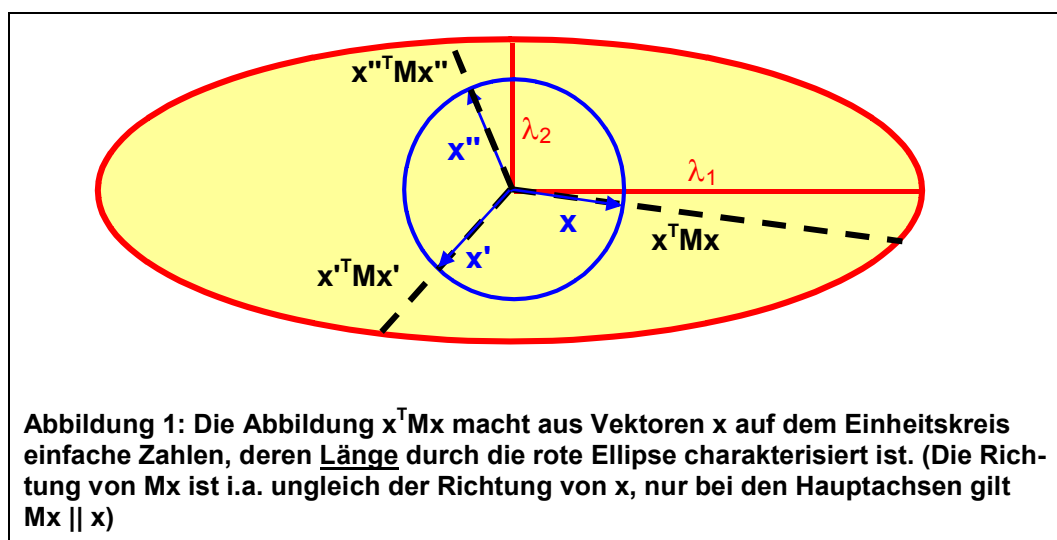 x''ᵀMx''
λ₂
x''
λ₁
x
xᵀMx
x'
x'ᵀMx'
Abbildung 1: Die Abbildung xᵀMx macht aus Vektoren x auf dem Einheitskreis
einfache Zahlen, deren Länge durch die rote Ellipse charakterisiert ist. (Die Rich-
tung von Mx ist i.a. ungleich der Richtung von x, nur bei den Hauptachsen gilt
Mx || x)